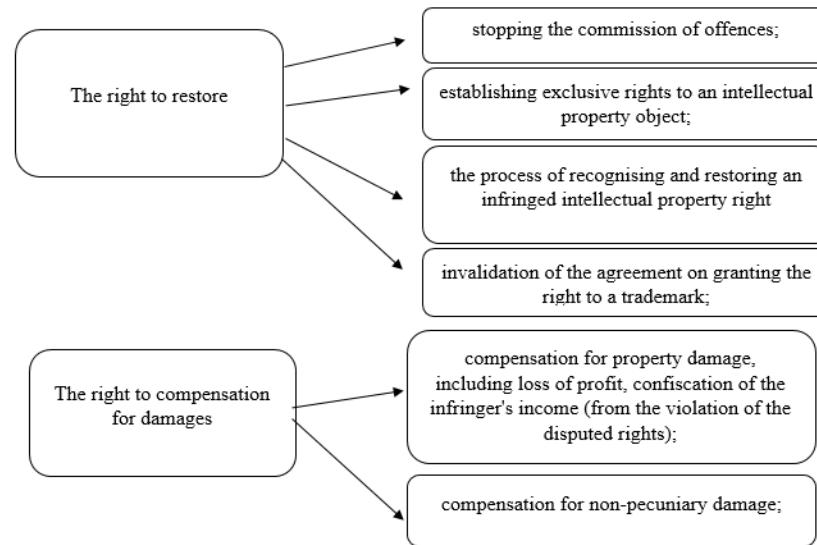 The right to restore
stopping the commission of offences;
establishing exclusive rights to an intellectual
property object;
the process of recognising and restoring an
infringed intellectual property right
invalidation of the agreement on granting the
right to a trademark;
The right to compensation
for damages
compensation for property damage,
including loss of profit, confiscation of the
infringer's income (from the violation of the
disputed rights);
compensation for non-pecuniary damage;